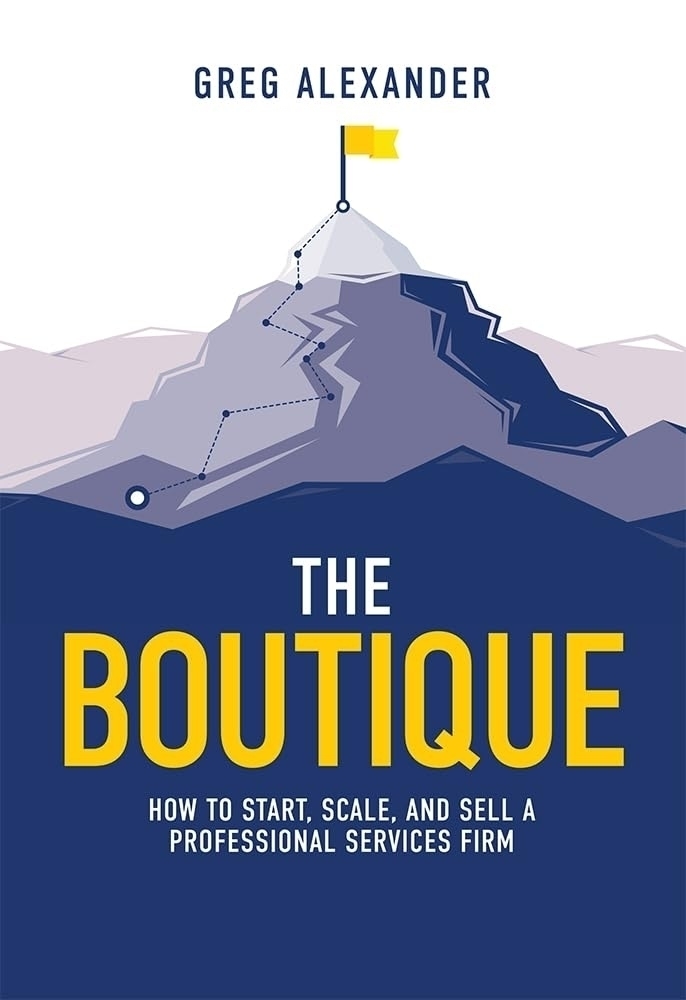 GREG ALEXANDER
THE
BOUTIQUE
HOW TO START, SCALE, AND SELL A
PROFESSIONAL SERVICES FIRM